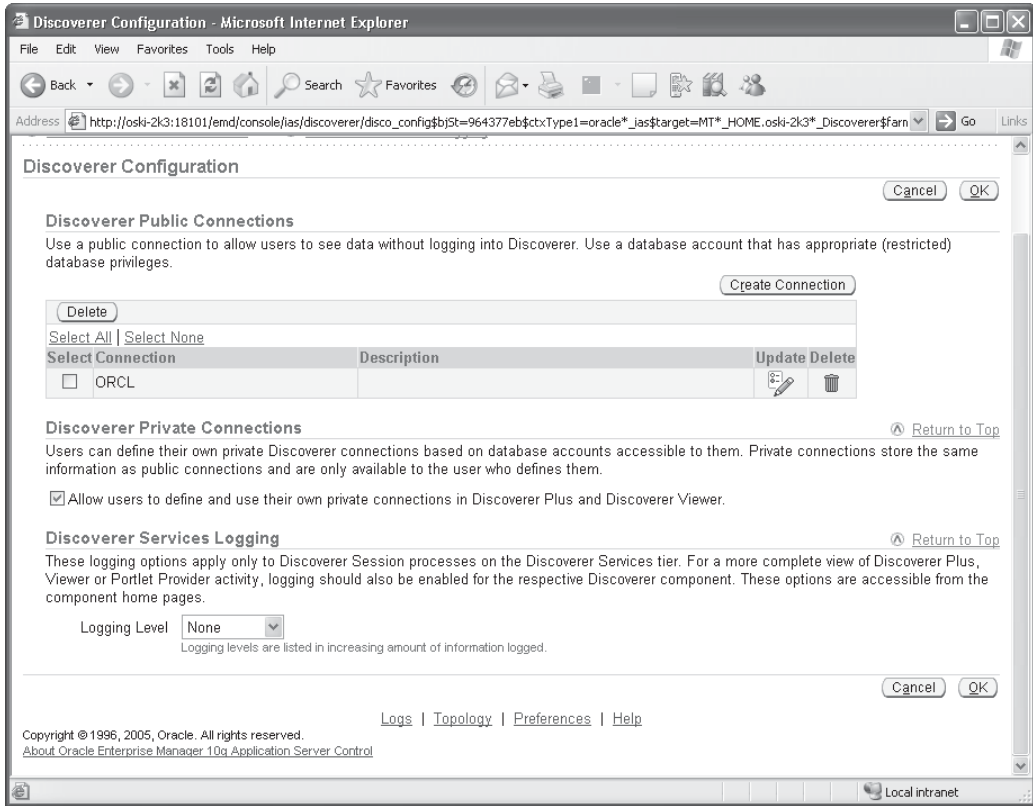 Discoverer Configuration - Microsoft Internet Explorer
File Edit View Favorites Tools Help
Back Search Favorites
Address http://oski-2k3:18101/emd/console/ias/discoverer/disco_config$bjSt=964377eb$ctxType1=oracle*_ias$target=MT*_HOME.oski-2k3*_Discoverer$farn Go Links
Discoverer Configuration
Cancel OK
Discoverer Public Connections
Use a public connection to allow users to see data without logging into Discoverer. Use a database account that has appropriate (restricted)
database privileges.
Create Connection
Delete
Select All | Select None
Select Connection Description Update Delete
ORCL
Discoverer Private Connections Return to Top
Users can define their own private Discoverer connections based on database accounts accessible to them. Private connections store the same
information as public connections and are only available to the user who defines them.
Allow users to define and use their own private connections in Discoverer Plus and Discoverer Viewer.
Discoverer Services Logging Return to Top
These logging options apply only to Discoverer Session processes on the Discoverer Services tier. For a more complete view of Discoverer Plus,
Viewer or Portlet Provider activity, logging should also be enabled for the respective Discoverer component. These options are accessible from the
component home pages.
Logging Level None
Logging levels are listed in increasing amount of information logged.
Cancel OK
Logs | Topology | Preferences | Help
Copyright © 1996, 2005, Oracle. All rights reserved.
About Oracle Enterprise Manager 10g Application Server Control
Local intranet